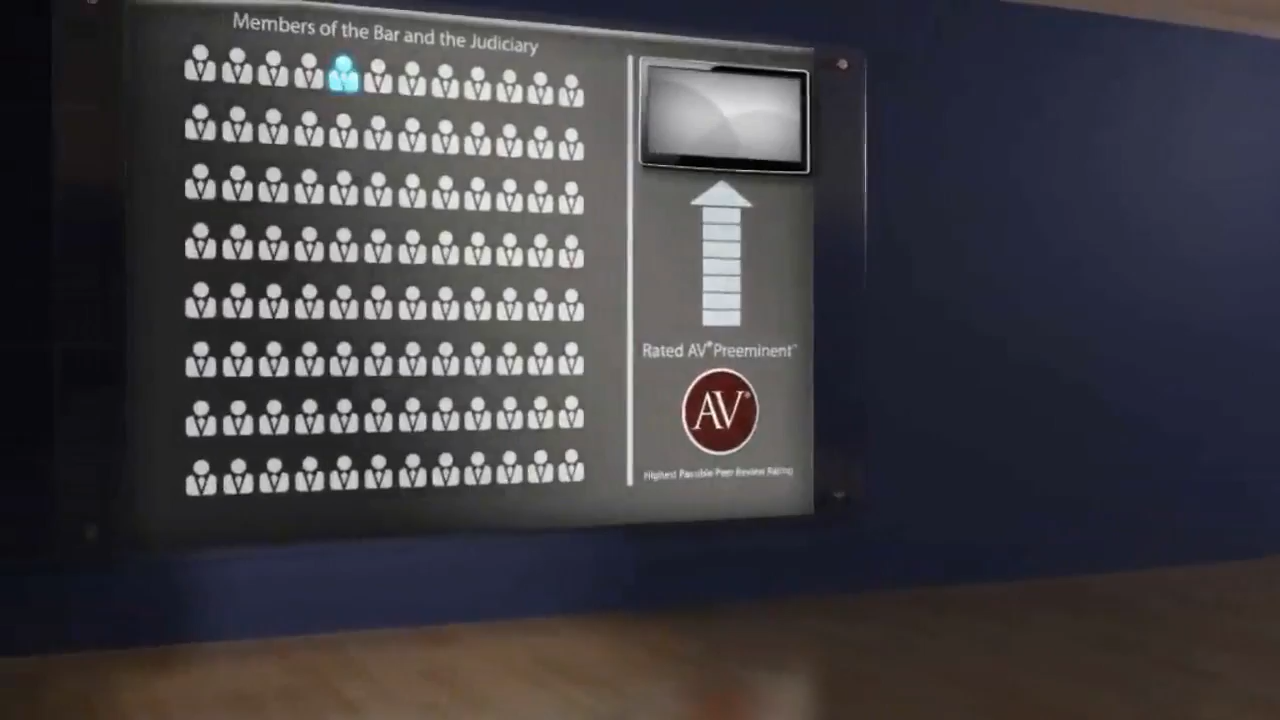 Members of the Bar and the Judiciary
Rated AV® Preeminent™
AV®
Highest Possible Peer Review Rating